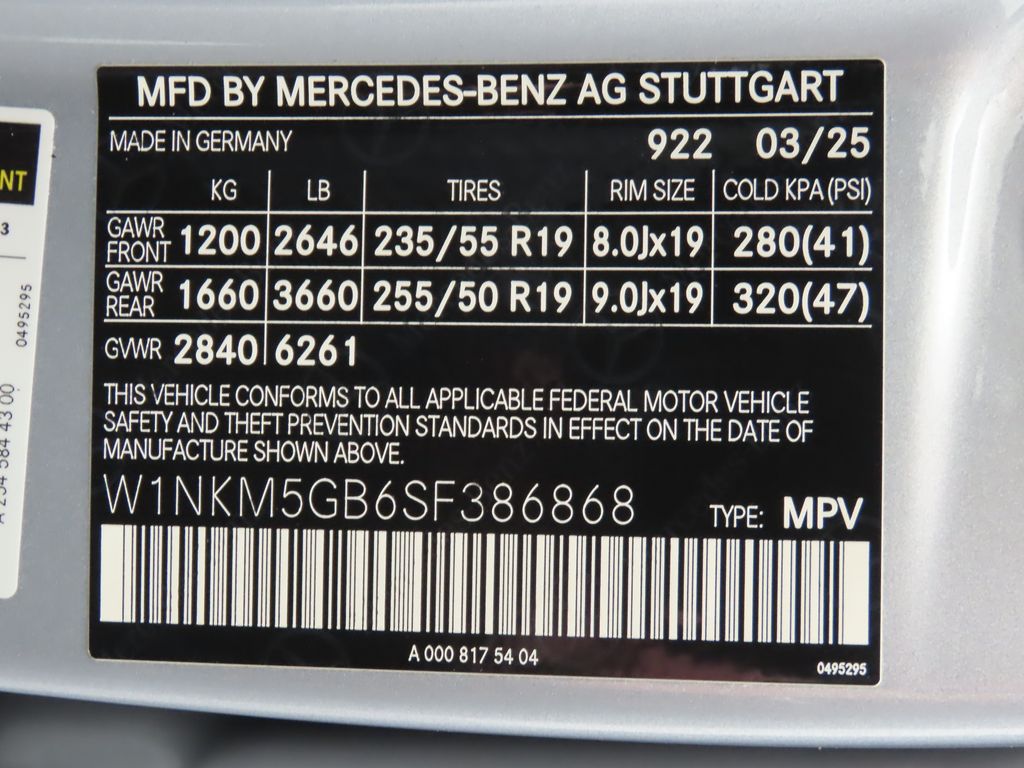 MFD BY MERCEDES-BENZ AG STUTTGART
MADE IN GERMANY 922 03/25
KG LB TIRES RIM SIZE COLD KPA (PSI)
GAWR FRONT 1200 2646 235/55 R19 8.0Jx19 280(41)
GAWR REAR 1660 3660 255/50 R19 9.0Jx19 320(47)
GVWR 2840 6261
THIS VEHICLE CONFORMS TO ALL APPLICABLE FEDERAL MOTOR VEHICLE
SAFETY AND THEFT PREVENTION STANDARDS IN EFFECT ON THE DATE OF
MANUFACTURE SHOWN ABOVE.
W1NKM5GB6SF386868 TYPE: MPV
A 000 817 54 04
0495295
NT
3
0495295
A 254 584 43 00